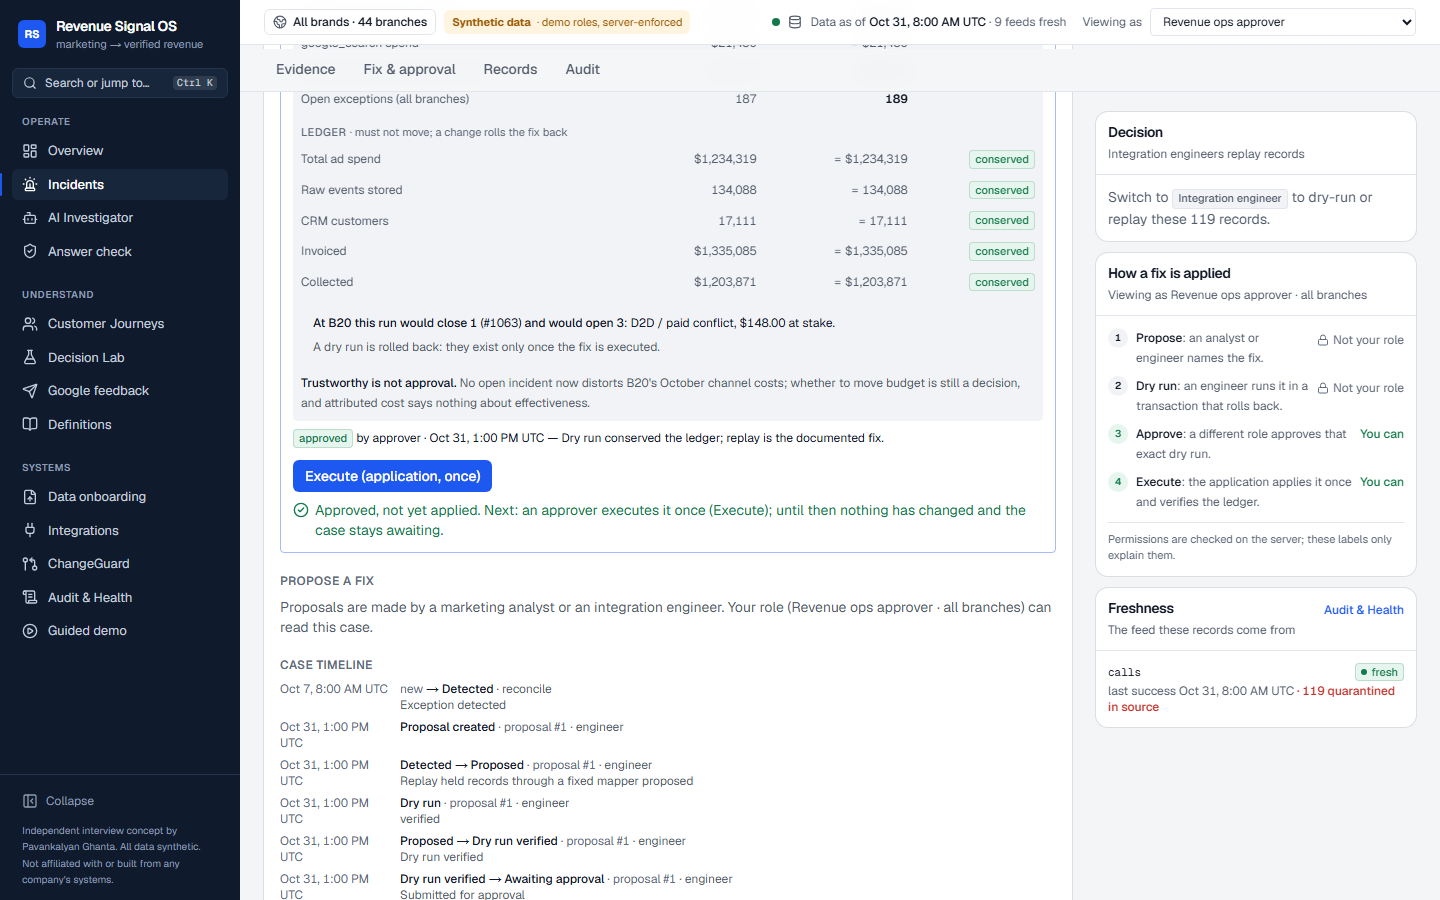 RS
Revenue Signal OS
marketing → verified revenue
Search or jump to...
Ctrl K
OPERATE
Overview
Incidents
AI Investigator
Answer check
UNDERSTAND
Customer Journeys
Decision Lab
Google feedback
Definitions
SYSTEMS
Data onboarding
Integrations
ChangeGuard
Audit & Health
Guided demo
Collapse
Independent interview concept by
Pavankalyan Ghanta. All data synthetic.
Not affiliated with or built from any
company's systems.
All brands · 44 branches
Synthetic data · demo roles, server-enforced
Data as of Oct 31, 8:00 AM UTC · 9 feeds fresh
Viewing as
Revenue ops approver
Evidence
Fix & approval
Records
Audit
Open exceptions (all branches) 187 189
LEDGER · must not move; a change rolls the fix back
Total ad spend $1,234,319 = $1,234,319 conserved
Raw events stored 134,088 = 134,088 conserved
CRM customers 17,111 = 17,111 conserved
Invoiced $1,335,085 = $1,335,085 conserved
Collected $1,203,871 = $1,203,871 conserved
At B20 this run would close 1 (#1063) and would open 3: D2D / paid conflict, $148.00 at stake.
A dry run is rolled back: they exist only once the fix is executed.
Trustworthy is not approval. No open incident now distorts B20's October channel costs; whether to move budget is still a decision,
and attributed cost says nothing about effectiveness.
approved by approver · Oct 31, 1:00 PM UTC — Dry run conserved the ledger; replay is the documented fix.
Execute (application, once)
Approved, not yet applied. Next: an approver executes it once (Execute); until then nothing has changed and the
case stays awaiting.
PROPOSE A FIX
Proposals are made by a marketing analyst or an integration engineer. Your role (Revenue ops approver · all branches) can
read this case.
CASE TIMELINE
Oct 7, 8:00 AM UTC new → Detected · reconcile
Exception detected
Oct 31, 1:00 PM
UTC
Proposal created · proposal #1 · engineer
Oct 31, 1:00 PM
UTC
Detected → Proposed · proposal #1 · engineer
Replay held records through a fixed mapper proposed
Oct 31, 1:00 PM
UTC
Dry run · proposal #1 · engineer
verified
Oct 31, 1:00 PM
UTC
Proposed → Dry run verified · proposal #1 · engineer
Dry run verified
Oct 31, 1:00 PM
UTC
Dry run verified → Awaiting approval · proposal #1 · engineer
Submitted for approval
Decision
Integration engineers replay records
Switch to Integration engineer to dry-run or
replay these 119 records.
How a fix is applied
Viewing as Revenue ops approver · all branches
1 Propose: an analyst or
engineer names the fix.
Not your role
2 Dry run: an engineer runs it in a
transaction that rolls back.
Not your role
3 Approve: a different role approves that
exact dry run.
You can
4 Execute: the application applies it once
and verifies the ledger.
You can
Permissions are checked on the server; these labels only
explain them.
Freshness
Audit & Health
The feed these records come from
calls
fresh
last success Oct 31, 8:00 AM UTC · 119 quarantined
in source